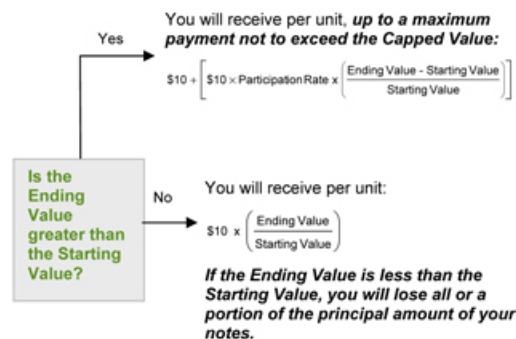 You will receive per unit, up to a maximum
payment not to exceed the Capped Value:
Yes
$10 + [ $10 × Participation Rate x ( Ending Value - Starting Value / Starting Value ) ]
Is the
Ending
Value
greater than
the Starting
Value?
No
You will receive per unit:
$10 x ( Ending Value / Starting Value )
If the Ending Value is less than the
Starting Value, you will lose all or a
portion of the principal amount of your
notes.